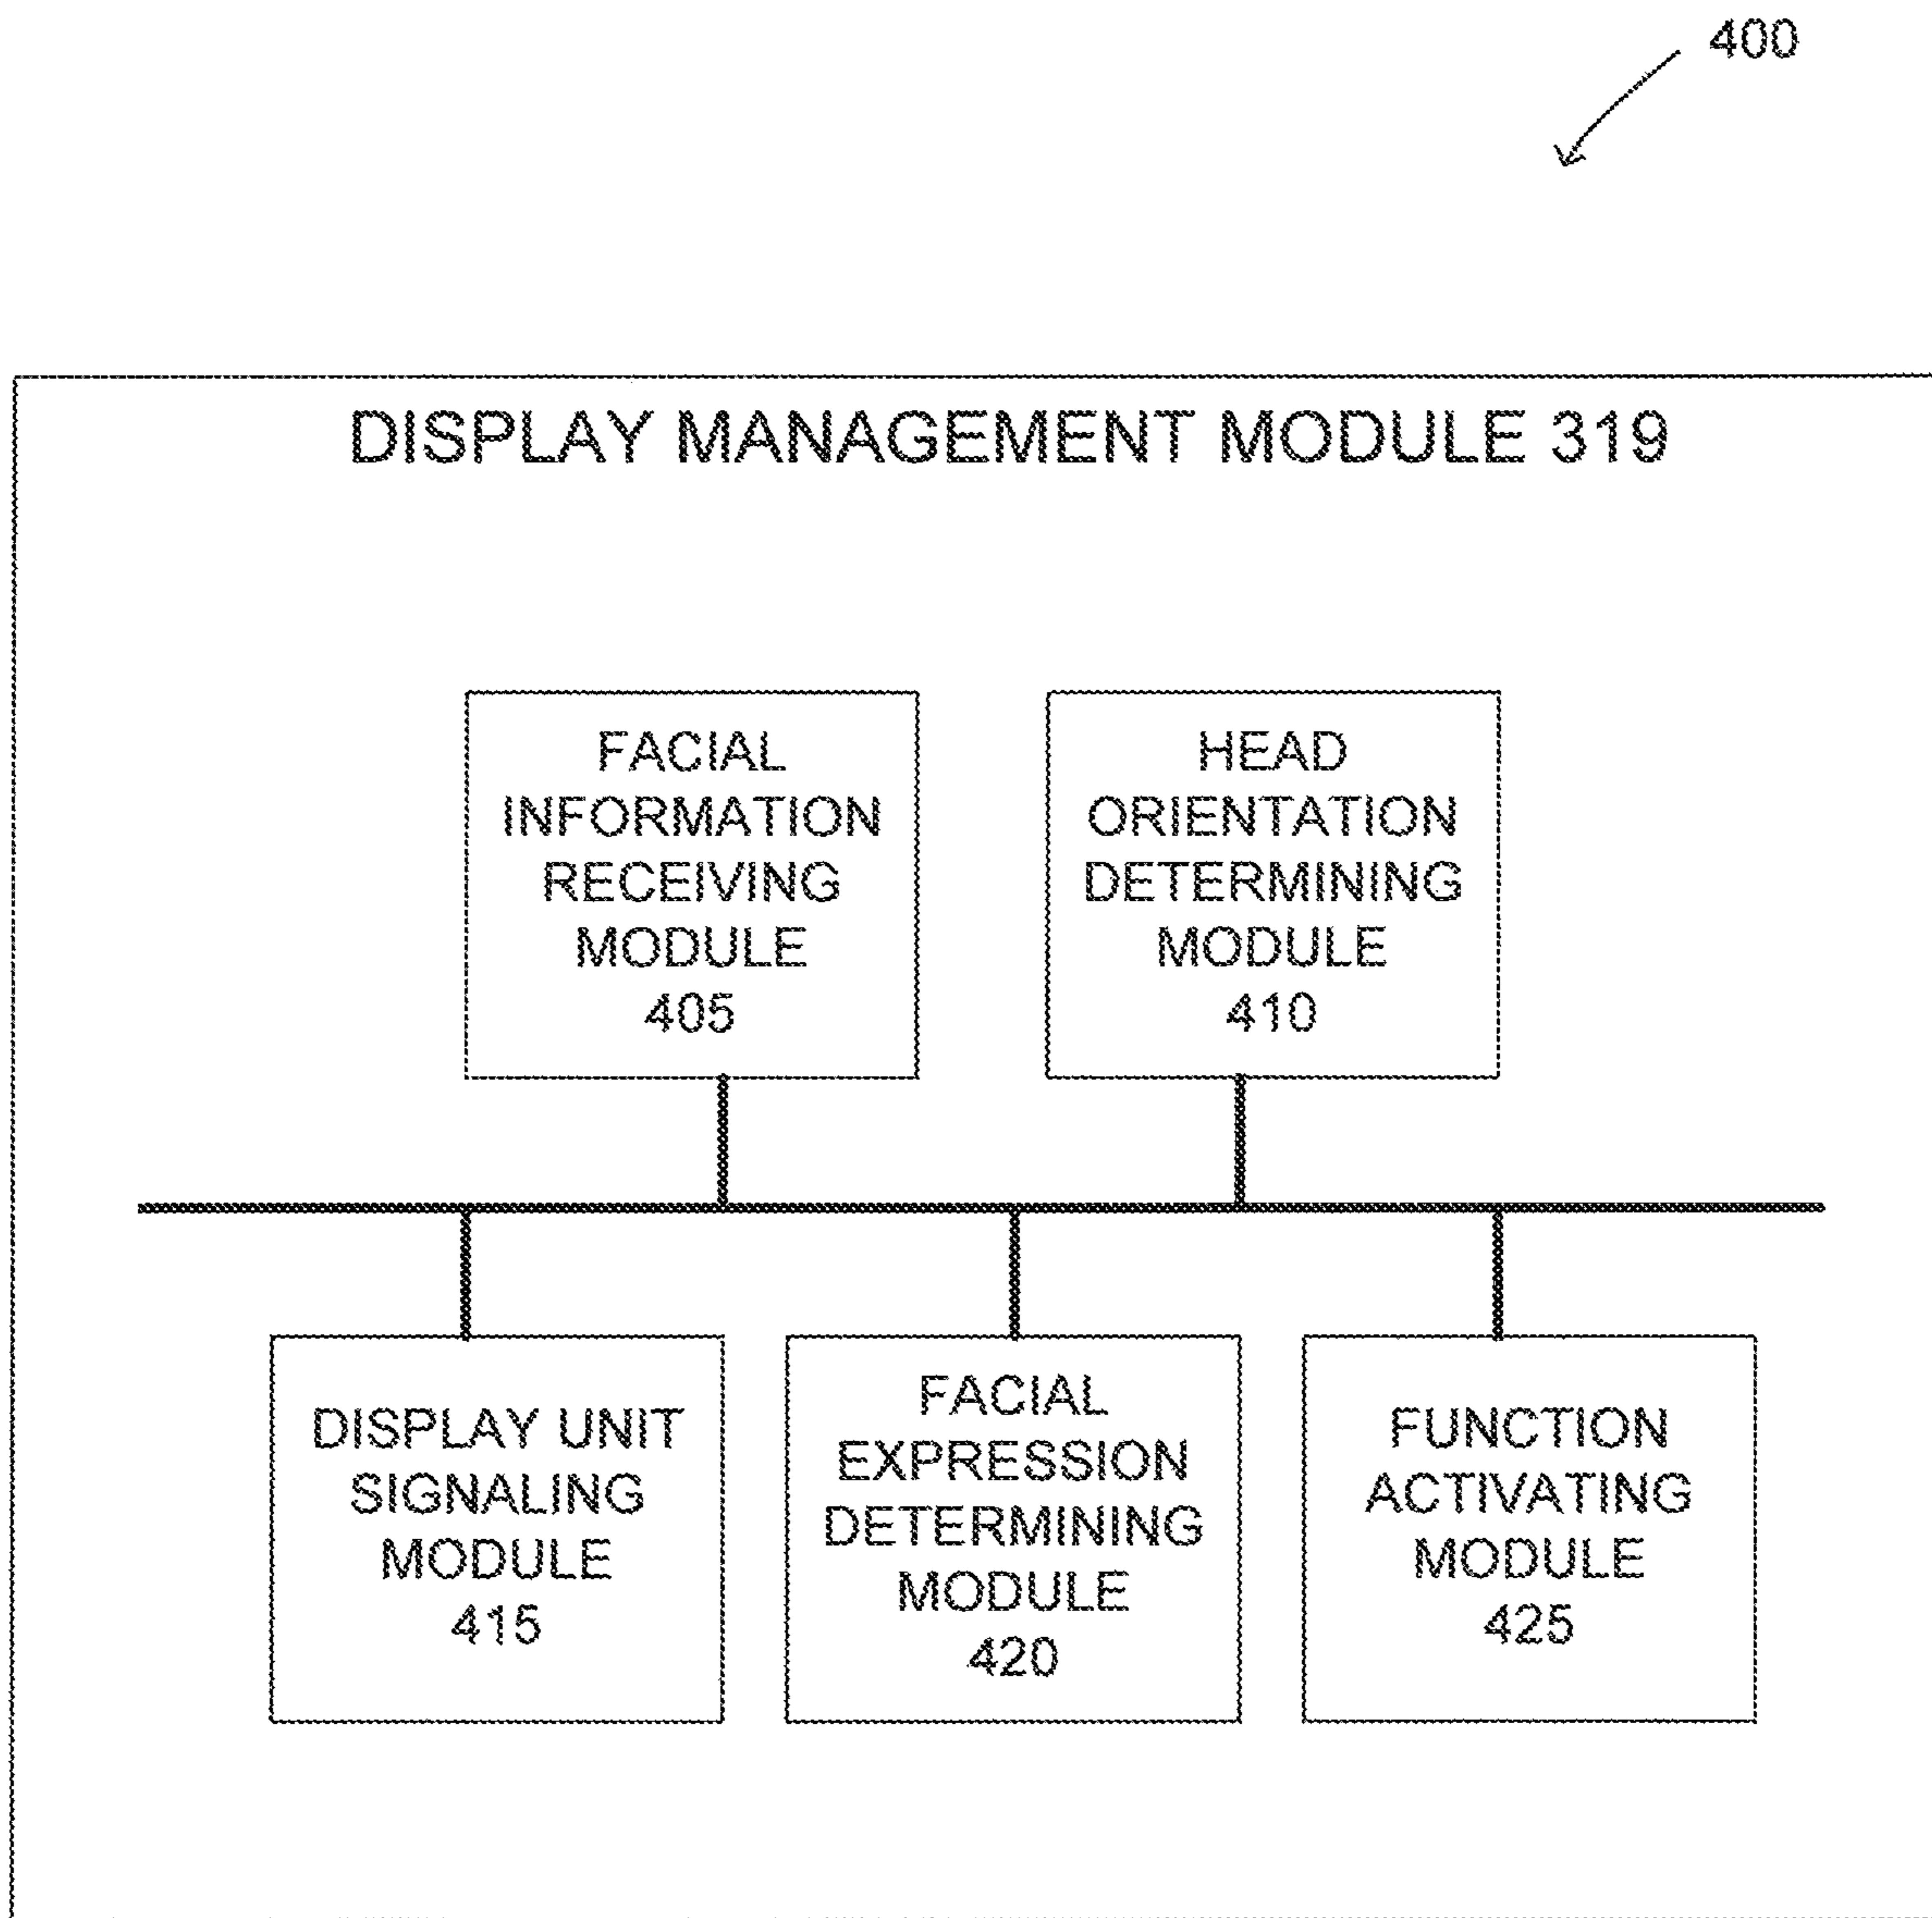 400
DISPLAY MANAGEMENT MODULE 319
FACIAL
INFORMATION
RECEIVING
MODULE
405
HEAD
ORIENTATION
DETERMINING
MODULE
410
DISPLAY UNIT
SIGNALING
MODULE
415
FACIAL
EXPRESSION
DETERMINING
MODULE
420
FUNCTION
ACTIVATING
MODULE
425